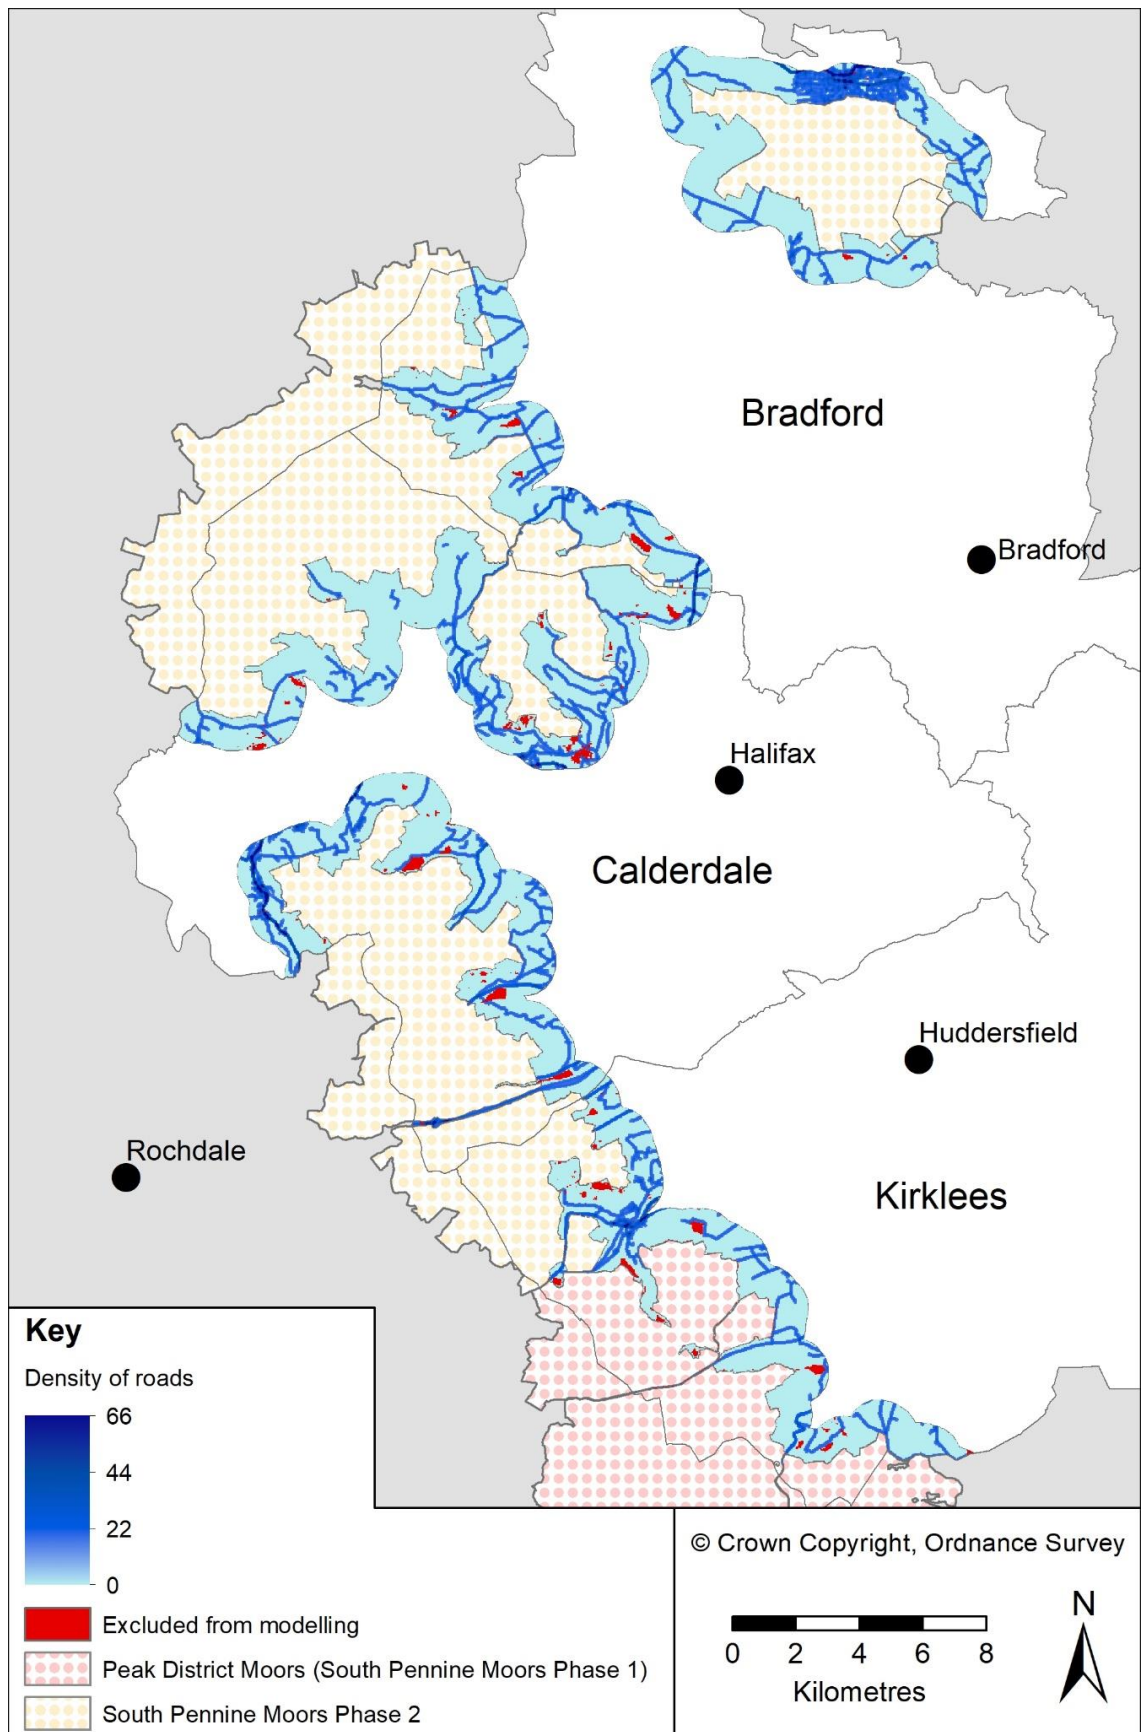 Bradford
Bradford
Halifax
Calderdale
Huddersfield
Rochdale
Kirklees
Key
Density of roads
66
44
22
0
Excluded from modelling
Peak District Moors (South Pennine Moors Phase 1)
South Pennine Moors Phase 2
© Crown Copyright, Ordnance Survey
N
0 2 4 6 8
Kilometres